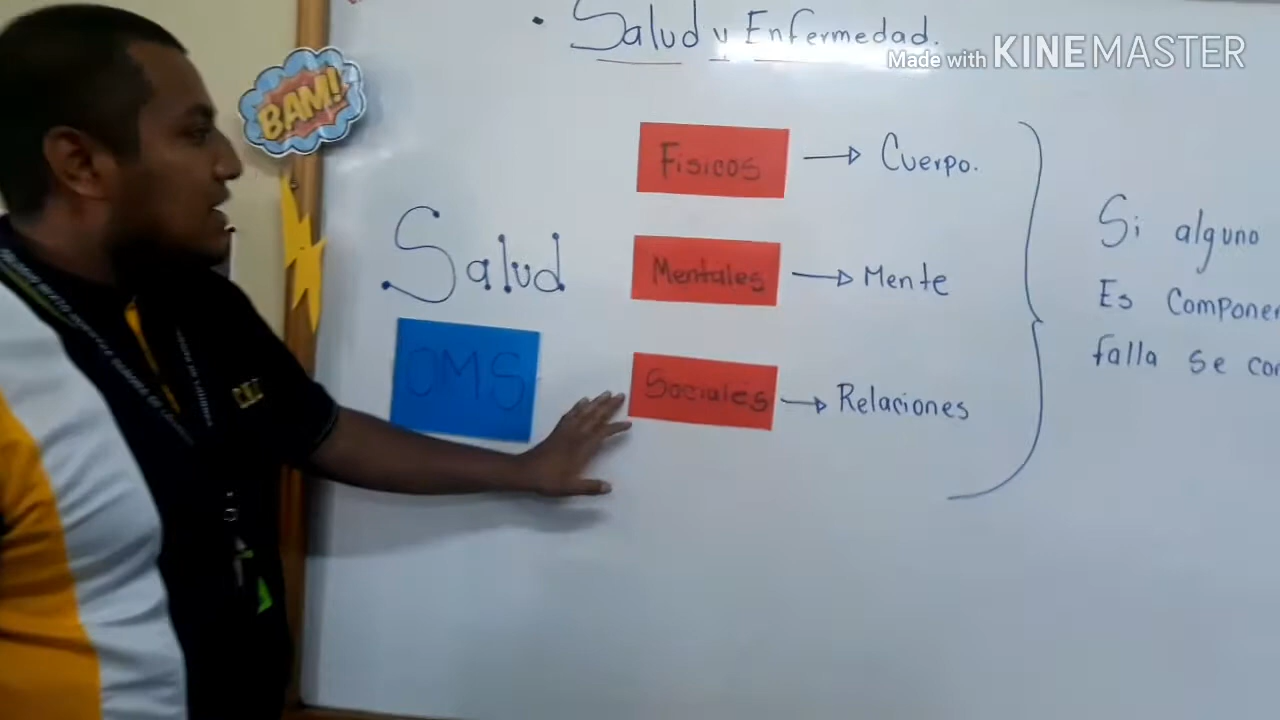 • Salud y Enfermedad.
Made with KINEMASTER
BAM!
Fisicos → Cuerpo.
Salud
Mentales → Mente
OMS
Sociales → Relaciones
Si alguno
Es Componen
falla se con